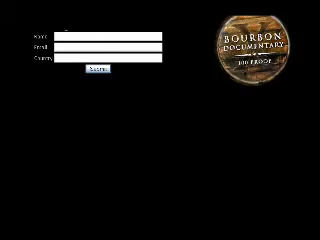 Name
Email
Country
Submit
BOURBON
DOCUMENTARY
100 PROOF